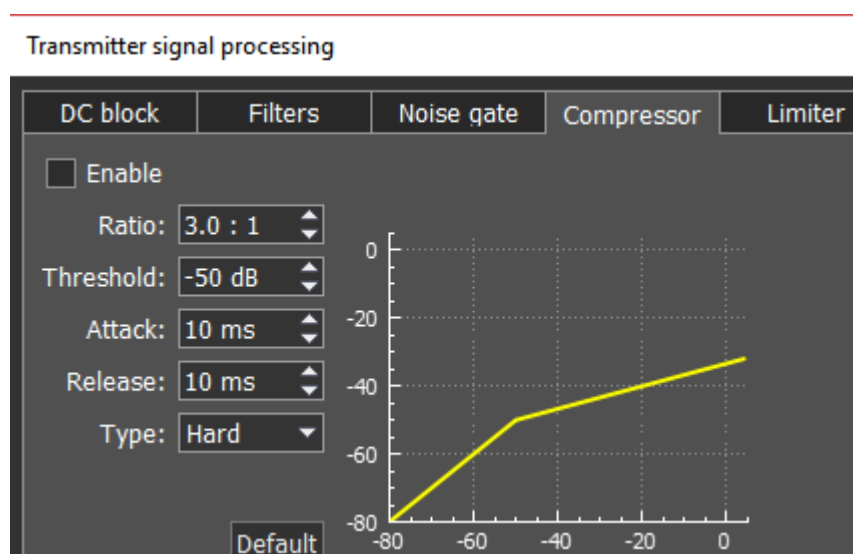 Transmitter signal processing
DC block Filters Noise gate Compressor Limiter
Enable
Ratio: 3.0 : 1
Threshold: -50 dB
Attack: 10 ms
Release: 10 ms
Type: Hard
Default
0
-20
-40
-60
-80
-80 -60 -40 -20 0